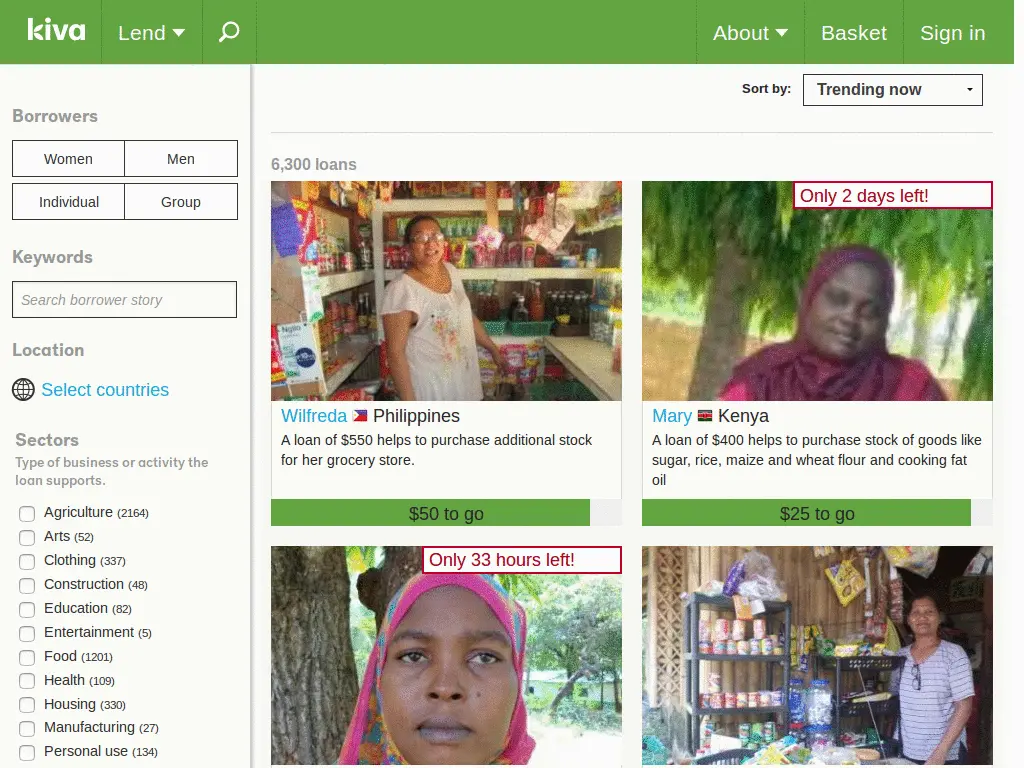 kiva
Lend
About
Basket
Sign in
Sort by:
Trending now
Borrowers
Women
Men
Individual
Group
Keywords
Search borrower story
Location
Select countries
Sectors
Type of business or activity the
loan supports.
Agriculture (2164)
Arts (52)
Clothing (337)
Construction (48)
Education (82)
Entertainment (5)
Food (1201)
Health (109)
Housing (330)
Manufacturing (27)
Personal use (134)
6,300 loans
Wilfreda Philippines
A loan of $550 helps to purchase additional stock
for her grocery store.
$50 to go
Only 2 days left!
Mary Kenya
A loan of $400 helps to purchase stock of goods like
sugar, rice, maize and wheat flour and cooking fat
oil
$25 to go
Only 33 hours left!